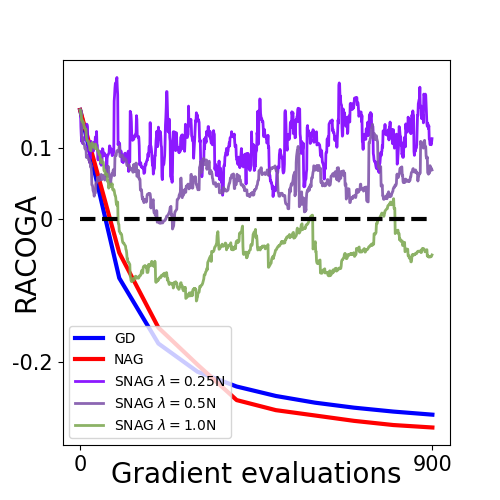 RACOGA
0.1
0
-0.2
GD
NAG
SNAG λ = 0.25N
SNAG λ = 0.5N
SNAG λ = 1.0N
0
900
Gradient evaluations